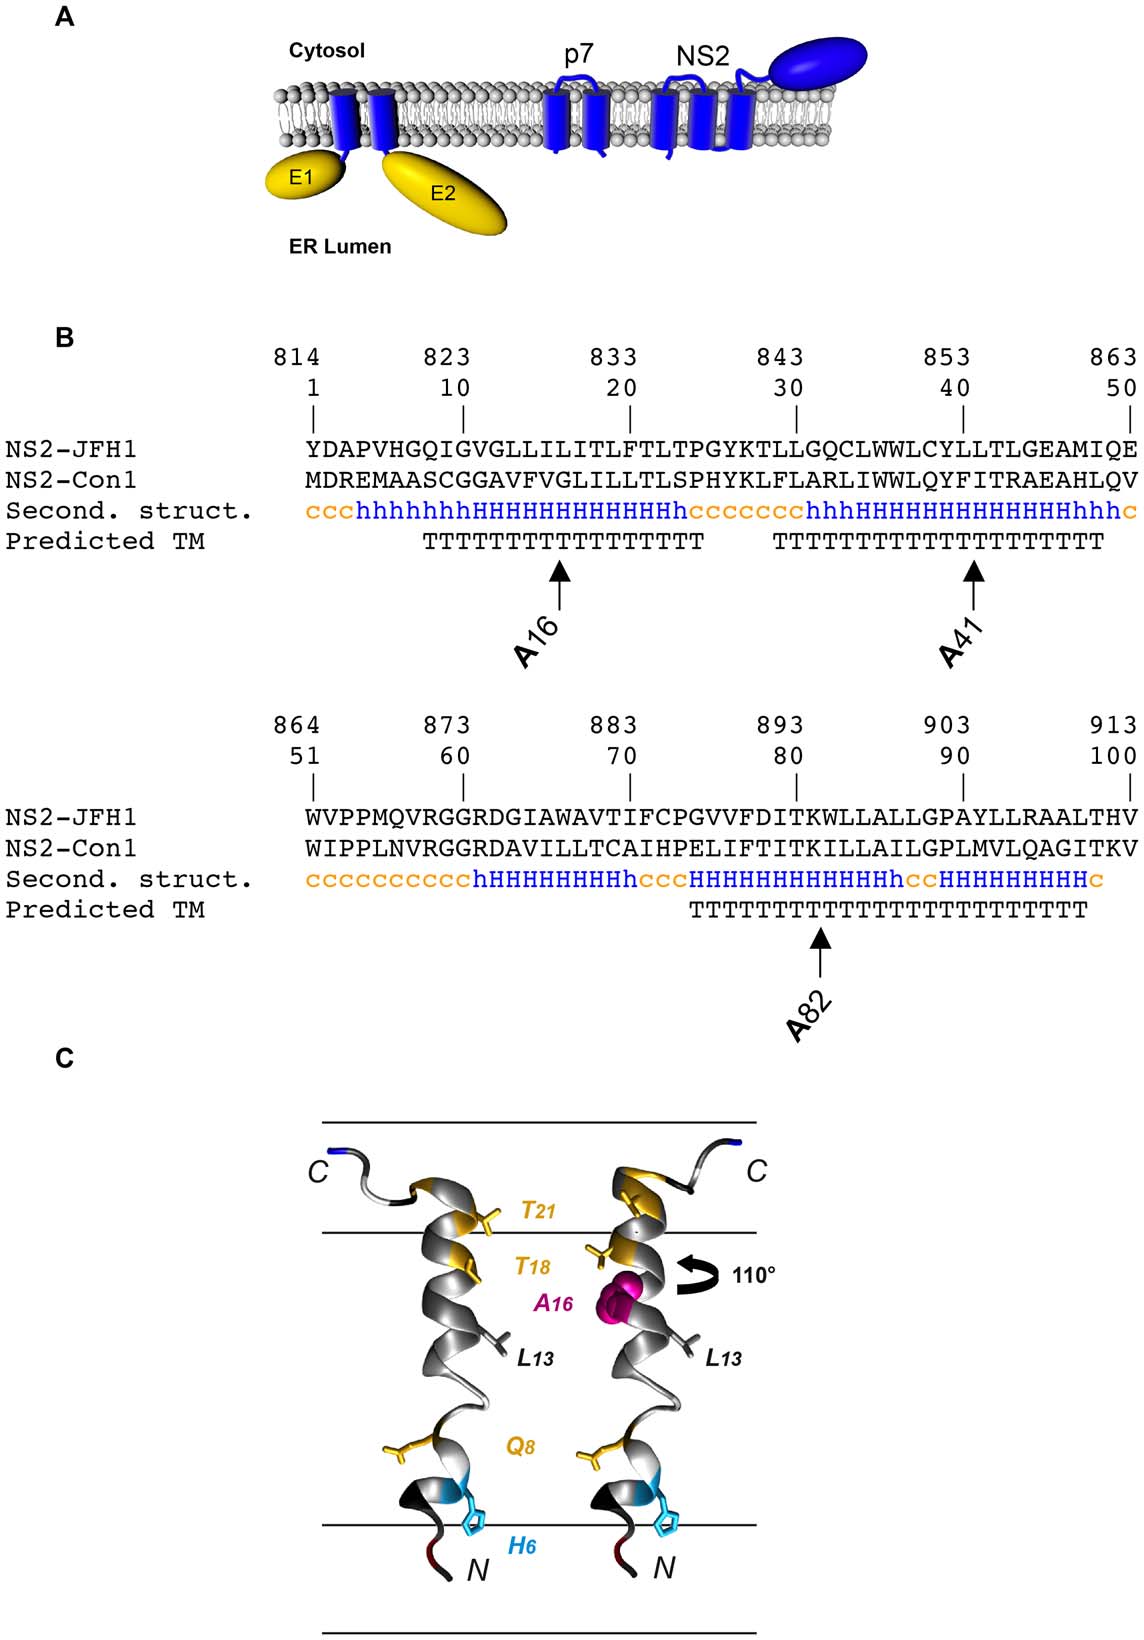 A
Cytosol
p7
NS2
E1
E2
ER Lumen
B
814 823 833 843 853 863
1 10 20 30 40 50
NS2-JFH1 YDAPVHGQIGVGLLILITLFTLTPGYKTLLGQCLWWLCYLLTLGEAMIQE
NS2-Con1 MDREMAASCGGAVFVGLILLTLSPHYKLFLARLIWWLQYFITRAEAHLQV
Second. struct. ccchhhhhhhHHHHHHHHHHHHhccccccchhhHHHHHHHHHHHHHhhhc
Predicted TM TTTTTTTTTTTTTTTTT TTTTTTTTTTTTTTTTTTTT
A16 A41
864 873 883 893 903 913
51 60 70 80 90 100
NS2-JFH1 WVPPMQVRGGRDGIAWAVTIFCPGVVFDITKWLLALLGPAYLLRAALTHV
NS2-Con1 WIPPLNVRGGRDAVILLTCAIHPELIFTITKILLAILGPLMVLQAGITKV
Second. struct. cccccccccchHHHHHHHHhcccHHHHHHHHHHHHhccHHHHHHHHHc
Predicted TM TTTTTTTTTTTTTTTTTTTTTTTT
A82
C
C C
T21
T18
110°
A16
L13 L13
Q8
H6
N N